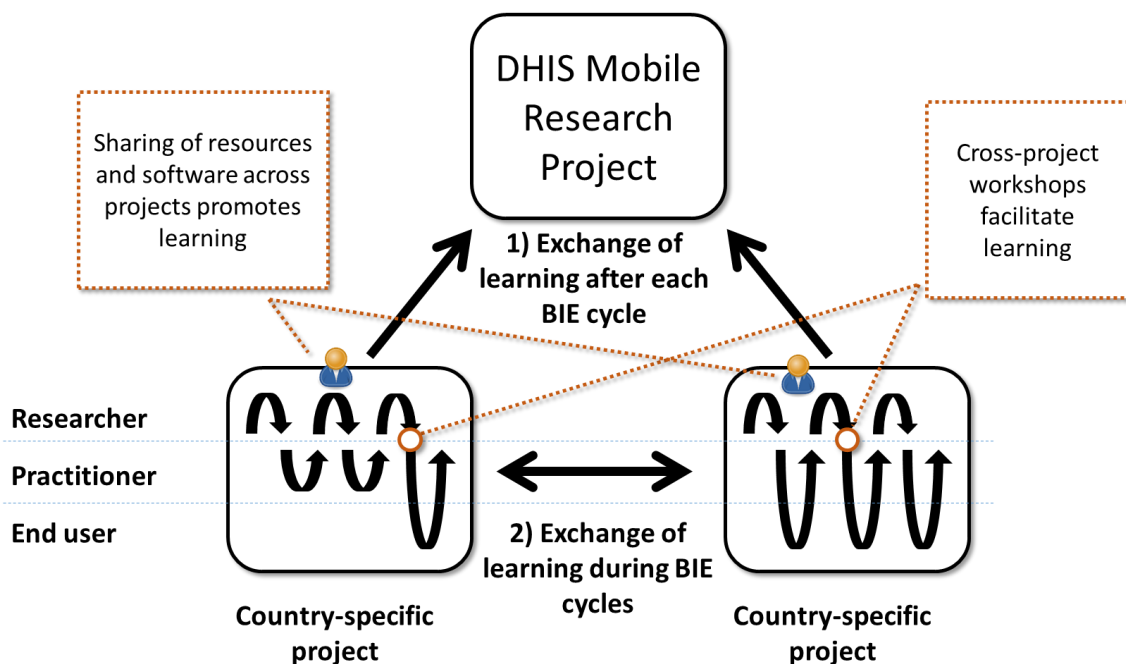 DHIS Mobile
Research
Project
Sharing of resources
and software across
projects promotes
learning
Cross-project
workshops
facilitate
learning
1) Exchange of
learning after each
BIE cycle
Researcher
Practitioner
End user
2) Exchange of
learning during BIE
cycles
Country-specific
project
Country-specific
project